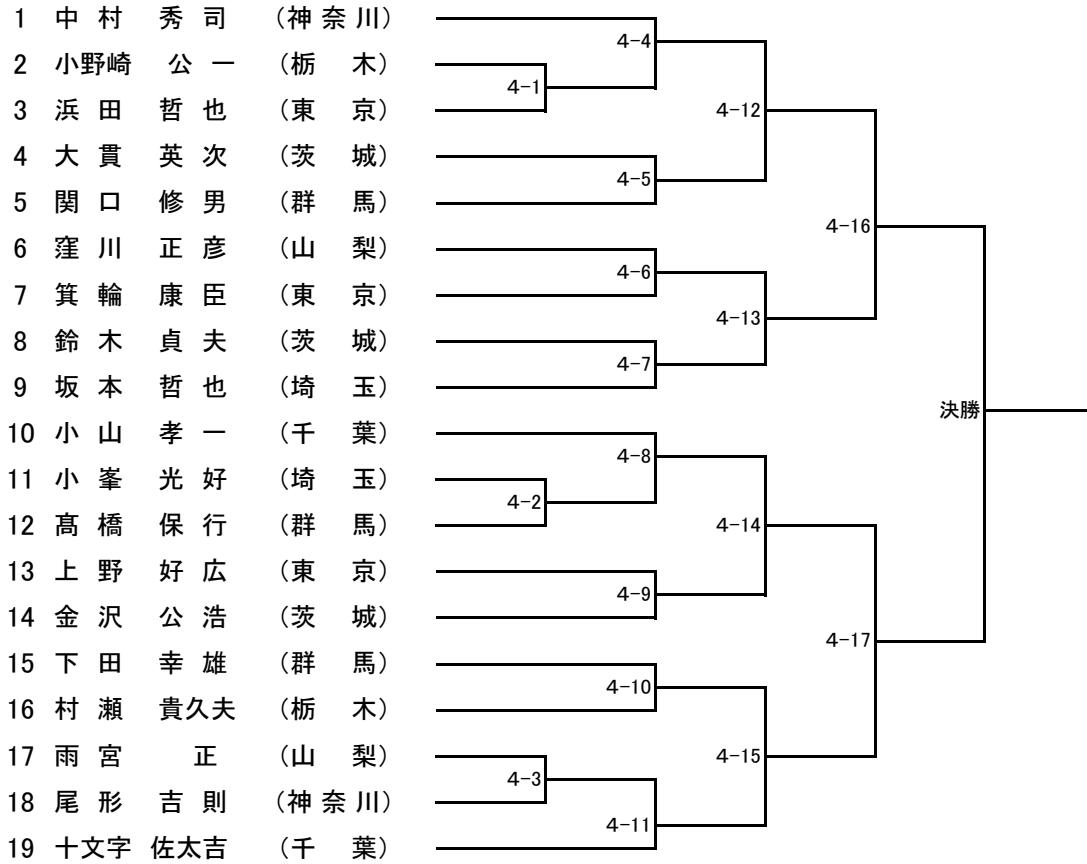 1 中村 秀司 (神奈川)
4-4
2 小野崎 公一 (栃木)
4-1
3 浜田 哲也 (東京)
4-12
4 大貫 英次 (茨城)
4-5
5 関口 修男 (群馬)
4-16
6 窪川 正彦 (山梨)
4-6
7 箕輪 康臣 (東京)
4-13
8 鈴木 貞夫 (茨城)
4-7
9 坂本 哲也 (埼玉)
決勝
10 小山 孝一 (千葉)
4-8
11 小峯 光好 (埼玉)
4-2
12 髙橋 保行 (群馬)
4-14
13 上野 好広 (東京)
4-9
14 金沢 公浩 (茨城)
4-17
15 下田 幸雄 (群馬)
4-10
16 村瀬 貴久夫 (栃木)
17 雨宮 正 (山梨)
4-15
4-3
18 尾形 吉則 (神奈川)
4-11
19 十文字 佐太吉 (千葉)